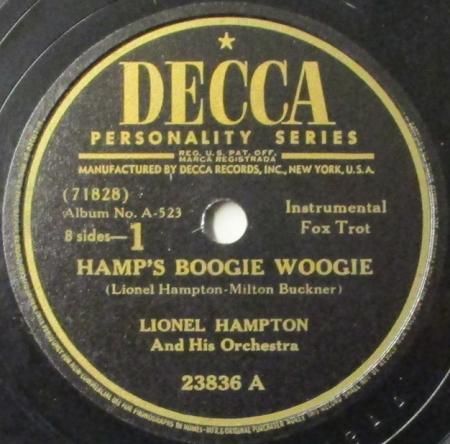 DECCA
PERSONALITY SERIES
REG. U.S. PAT. OFF.
MARCA REGISTRADA
MANUFACTURED BY DECCA RECORDS, INC., NEW YORK, U.S.A.
(71828)
Album No. A-523
8 sides—1
Instrumental
Fox Trot
HAMP'S BOOGIE WOOGIE
(Lionel Hampton-Milton Buckner)
LIONEL HAMPTON
And His Orchestra
23836 A